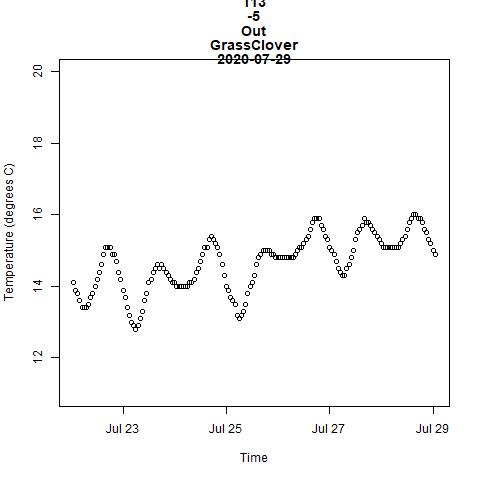 113
-5
Out
GrassClover
2020-07-29
Temperature (degrees C)
20
18
16
14
12
Jul 23
Jul 25
Jul 27
Jul 29
Time